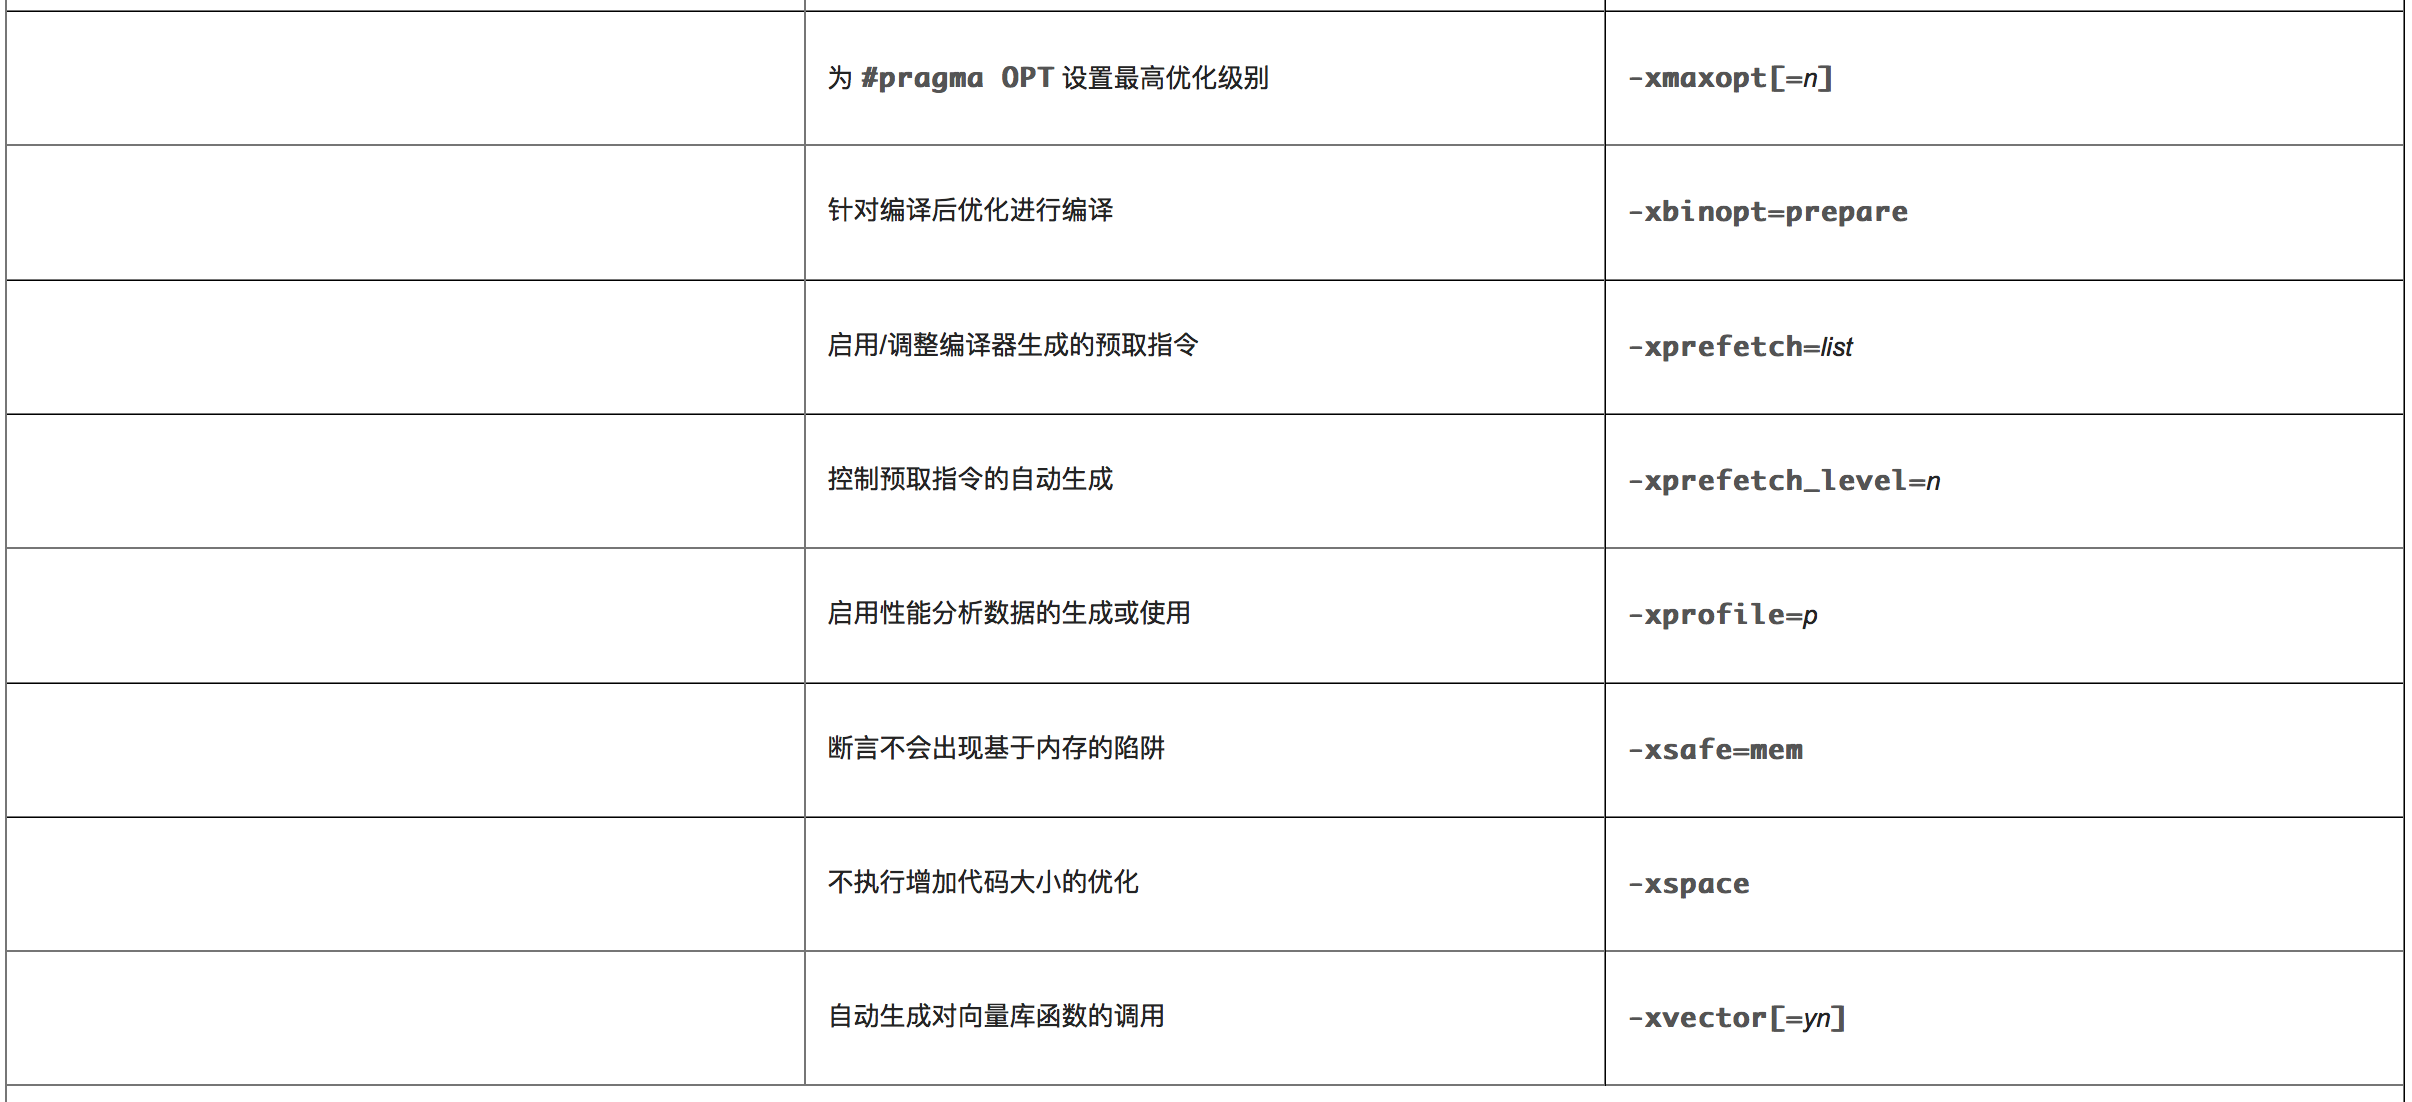 为 #pragma OPT 设置最高优化级别 -xmaxopt[=n]
针对编译后优化进行编译 -xbinopt=prepare
启用/调整编译器生成的预取指令 -xprefetch=list
控制预取指令的自动生成 -xprefetch_level=n
启用性能分析数据的生成或使用 -xprofile=p
断言不会出现基于内存的陷阱 -xsafe=mem
不执行增加代码大小的优化 -xspace
自动生成对向量库函数的调用 -xvector[=yn]